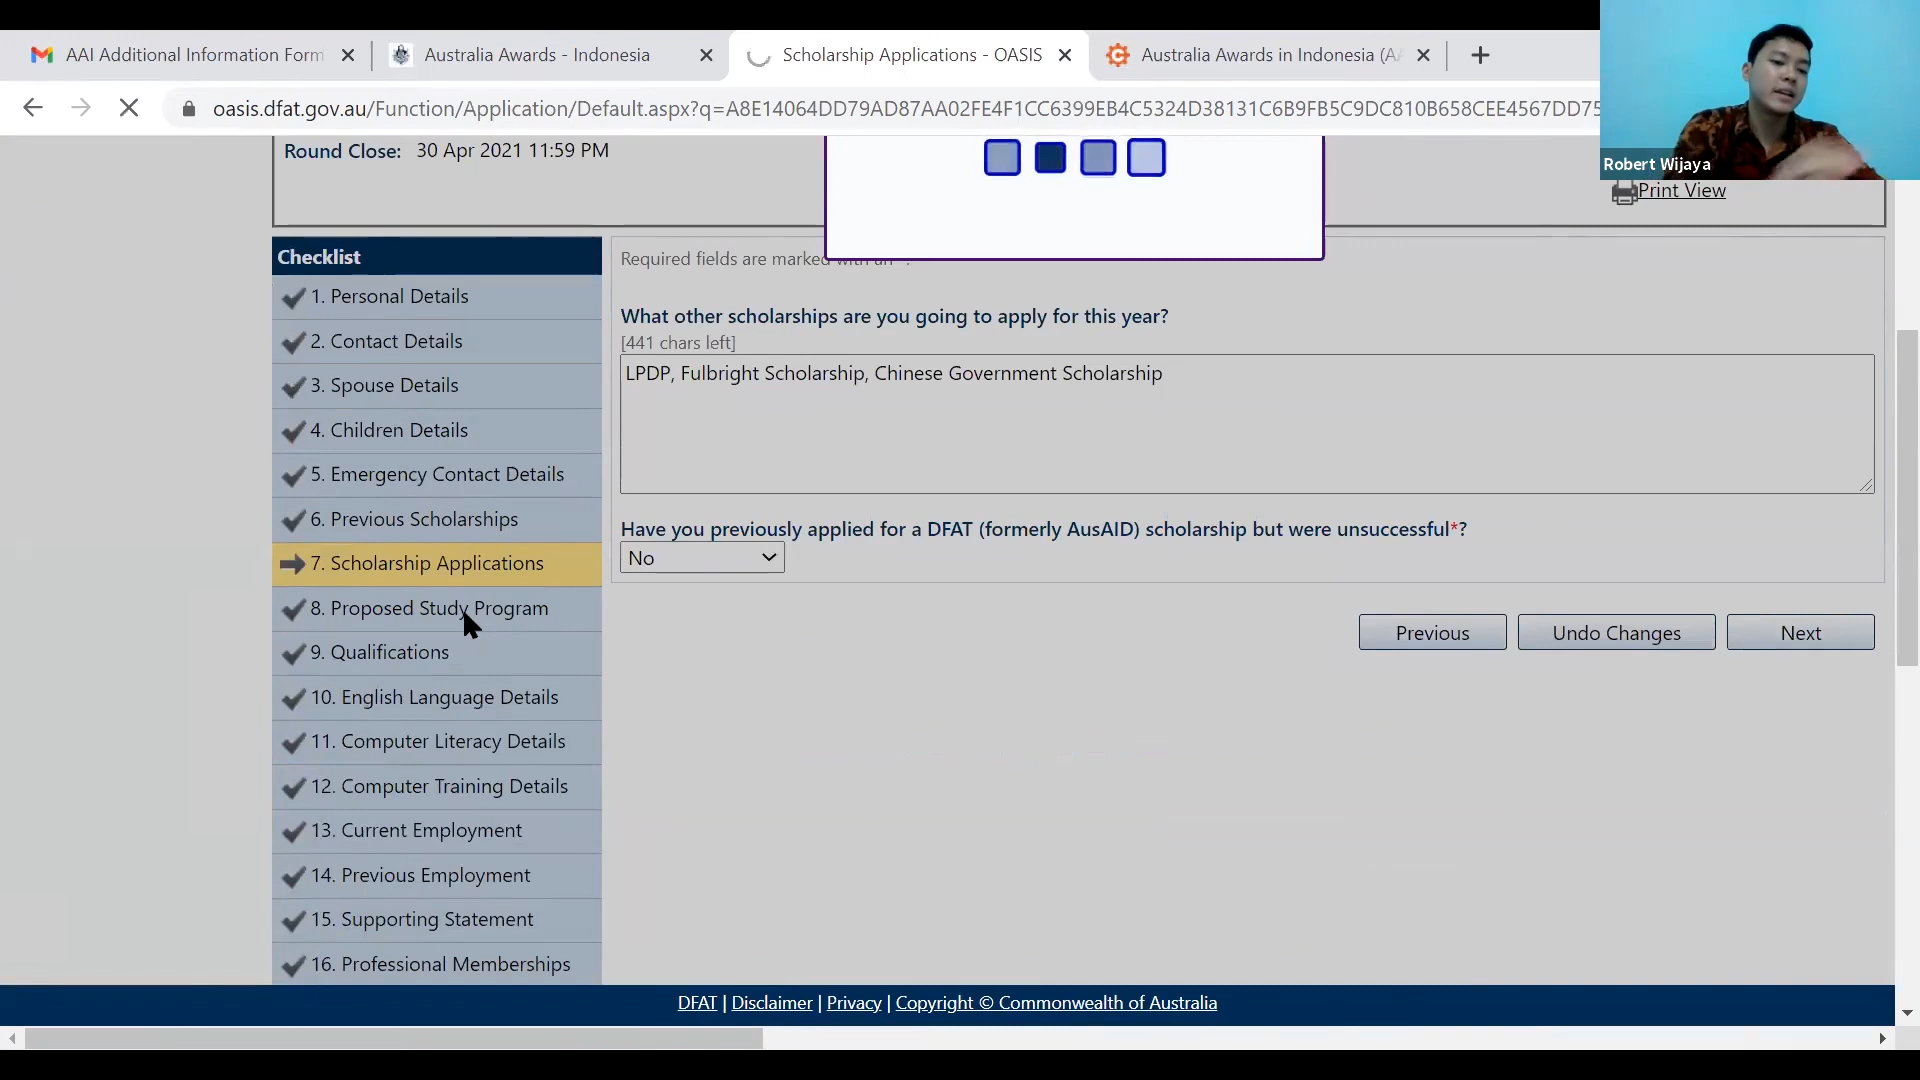 AAI Additional Information Form
Australia Awards - Indonesia
Scholarship Applications - OASIS
Australia Awards in Indonesia (AA
oasis.dfat.gov.au/Function/Application/Default.aspx?q=A8E14064DD79AD87AA02FE4F1CC6399EB4C5324D38131C6B9FB5C9DC810B658CEE4567DD75
Robert Wijaya
Round Close: 30 Apr 2021 11:59 PM
Print View
Checklist
Required fields are marked with an
1. Personal Details
2. Contact Details
3. Spouse Details
4. Children Details
5. Emergency Contact Details
6. Previous Scholarships
7. Scholarship Applications
8. Proposed Study Program
9. Qualifications
10. English Language Details
11. Computer Literacy Details
12. Computer Training Details
13. Current Employment
14. Previous Employment
15. Supporting Statement
16. Professional Memberships
What other scholarships are you going to apply for this year?
[441 chars left]
LPDP, Fulbright Scholarship, Chinese Government Scholarship
Have you previously applied for a DFAT (formerly AusAID) scholarship but were unsuccessful*?
No
Previous
Undo Changes
Next
DFAT | Disclaimer | Privacy | Copyright © Commonwealth of Australia